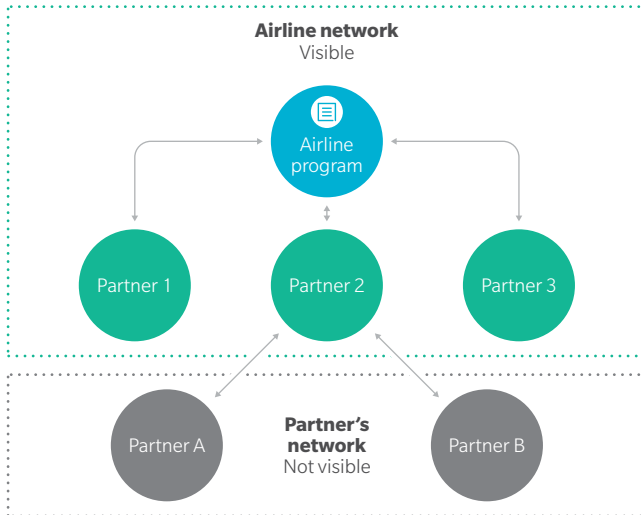 Airline network
Visible
Airline
program
Partner 1
Partner 2
Partner 3
Partner A
Partner's
network
Not visible
Partner B